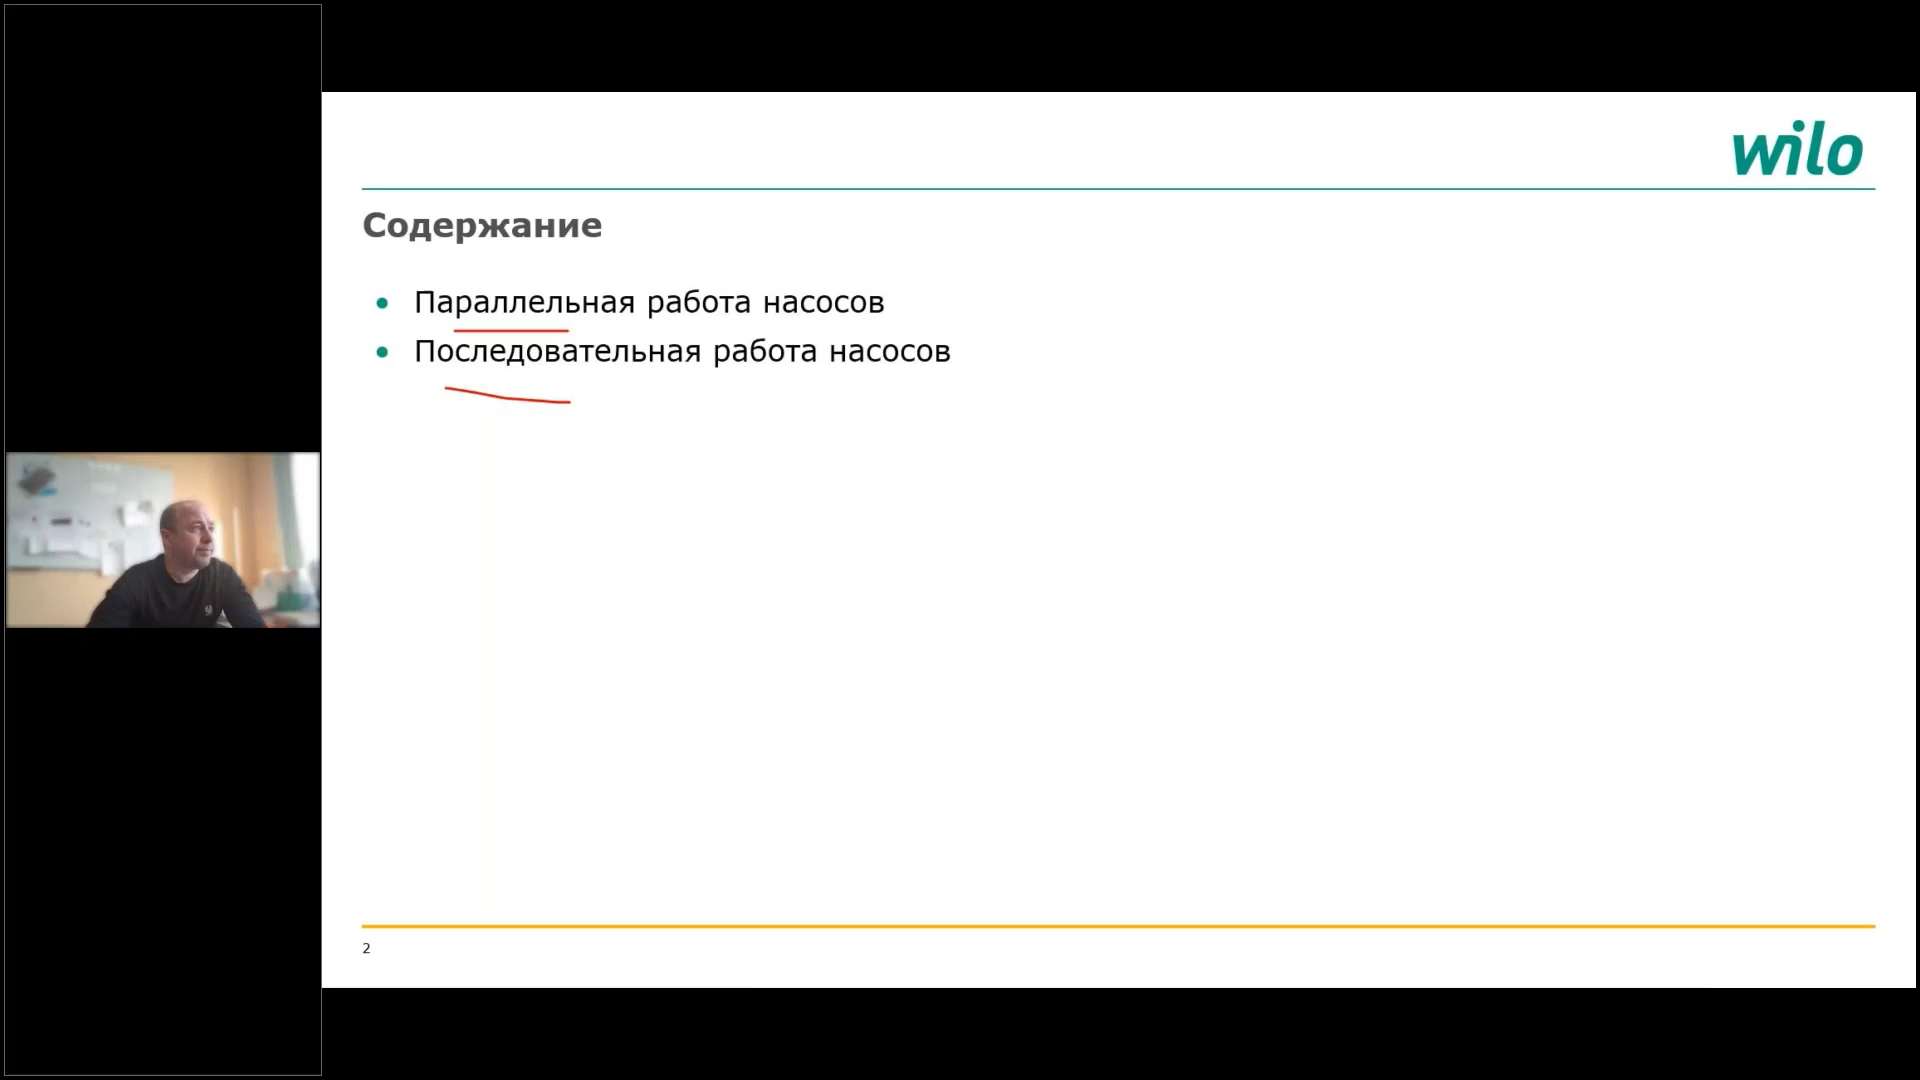 wilo
Содержание
Параллельная работа насосов
Последовательная работа насосов
2